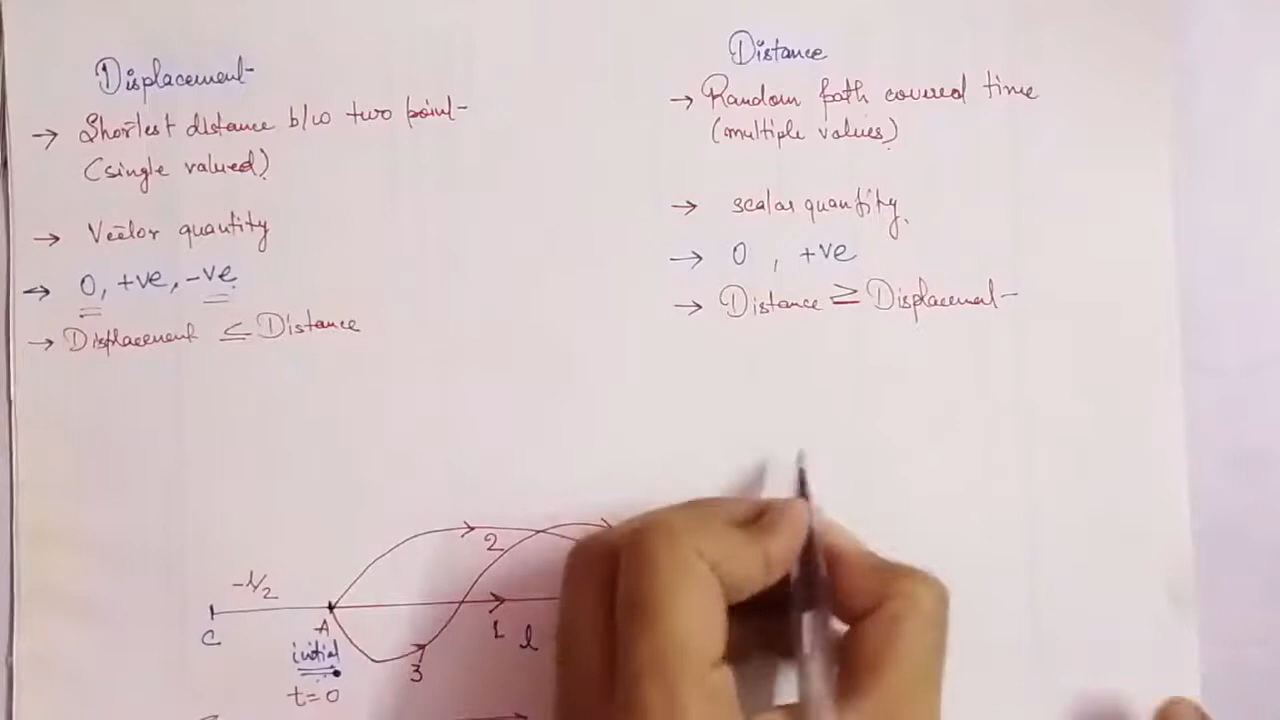 Displacement
→ Shortest distance b/w two point
(single valued)
→ Vector quantity
→ 0, +ve, -ve
→ Displacement ≤ Distance
Distance
→ Random path covered time
(multiple values)
→ scalar quantity.
→ 0, +ve
→ Distance ≥ Displacement
2
C
A
1
l
3
initial
t=0